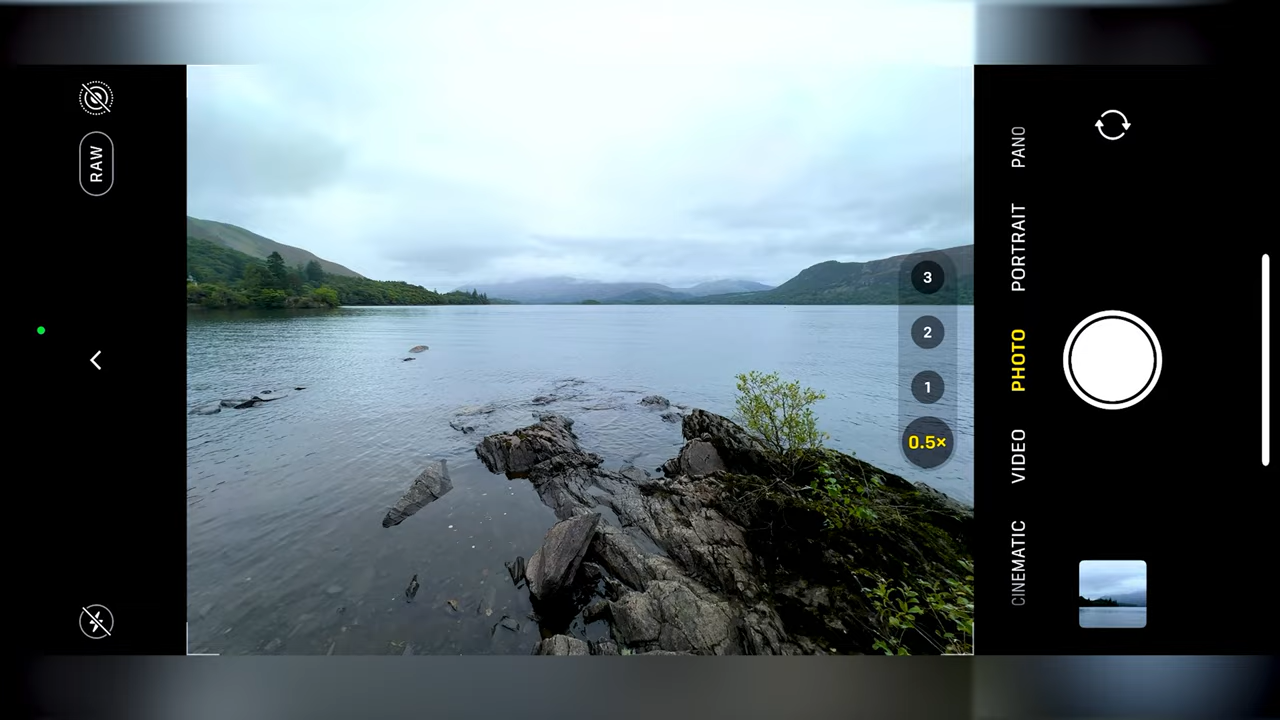 RAW
3
2
1
0.5×
PANO
PORTRAIT
PHOTO
VIDEO
CINEMATIC